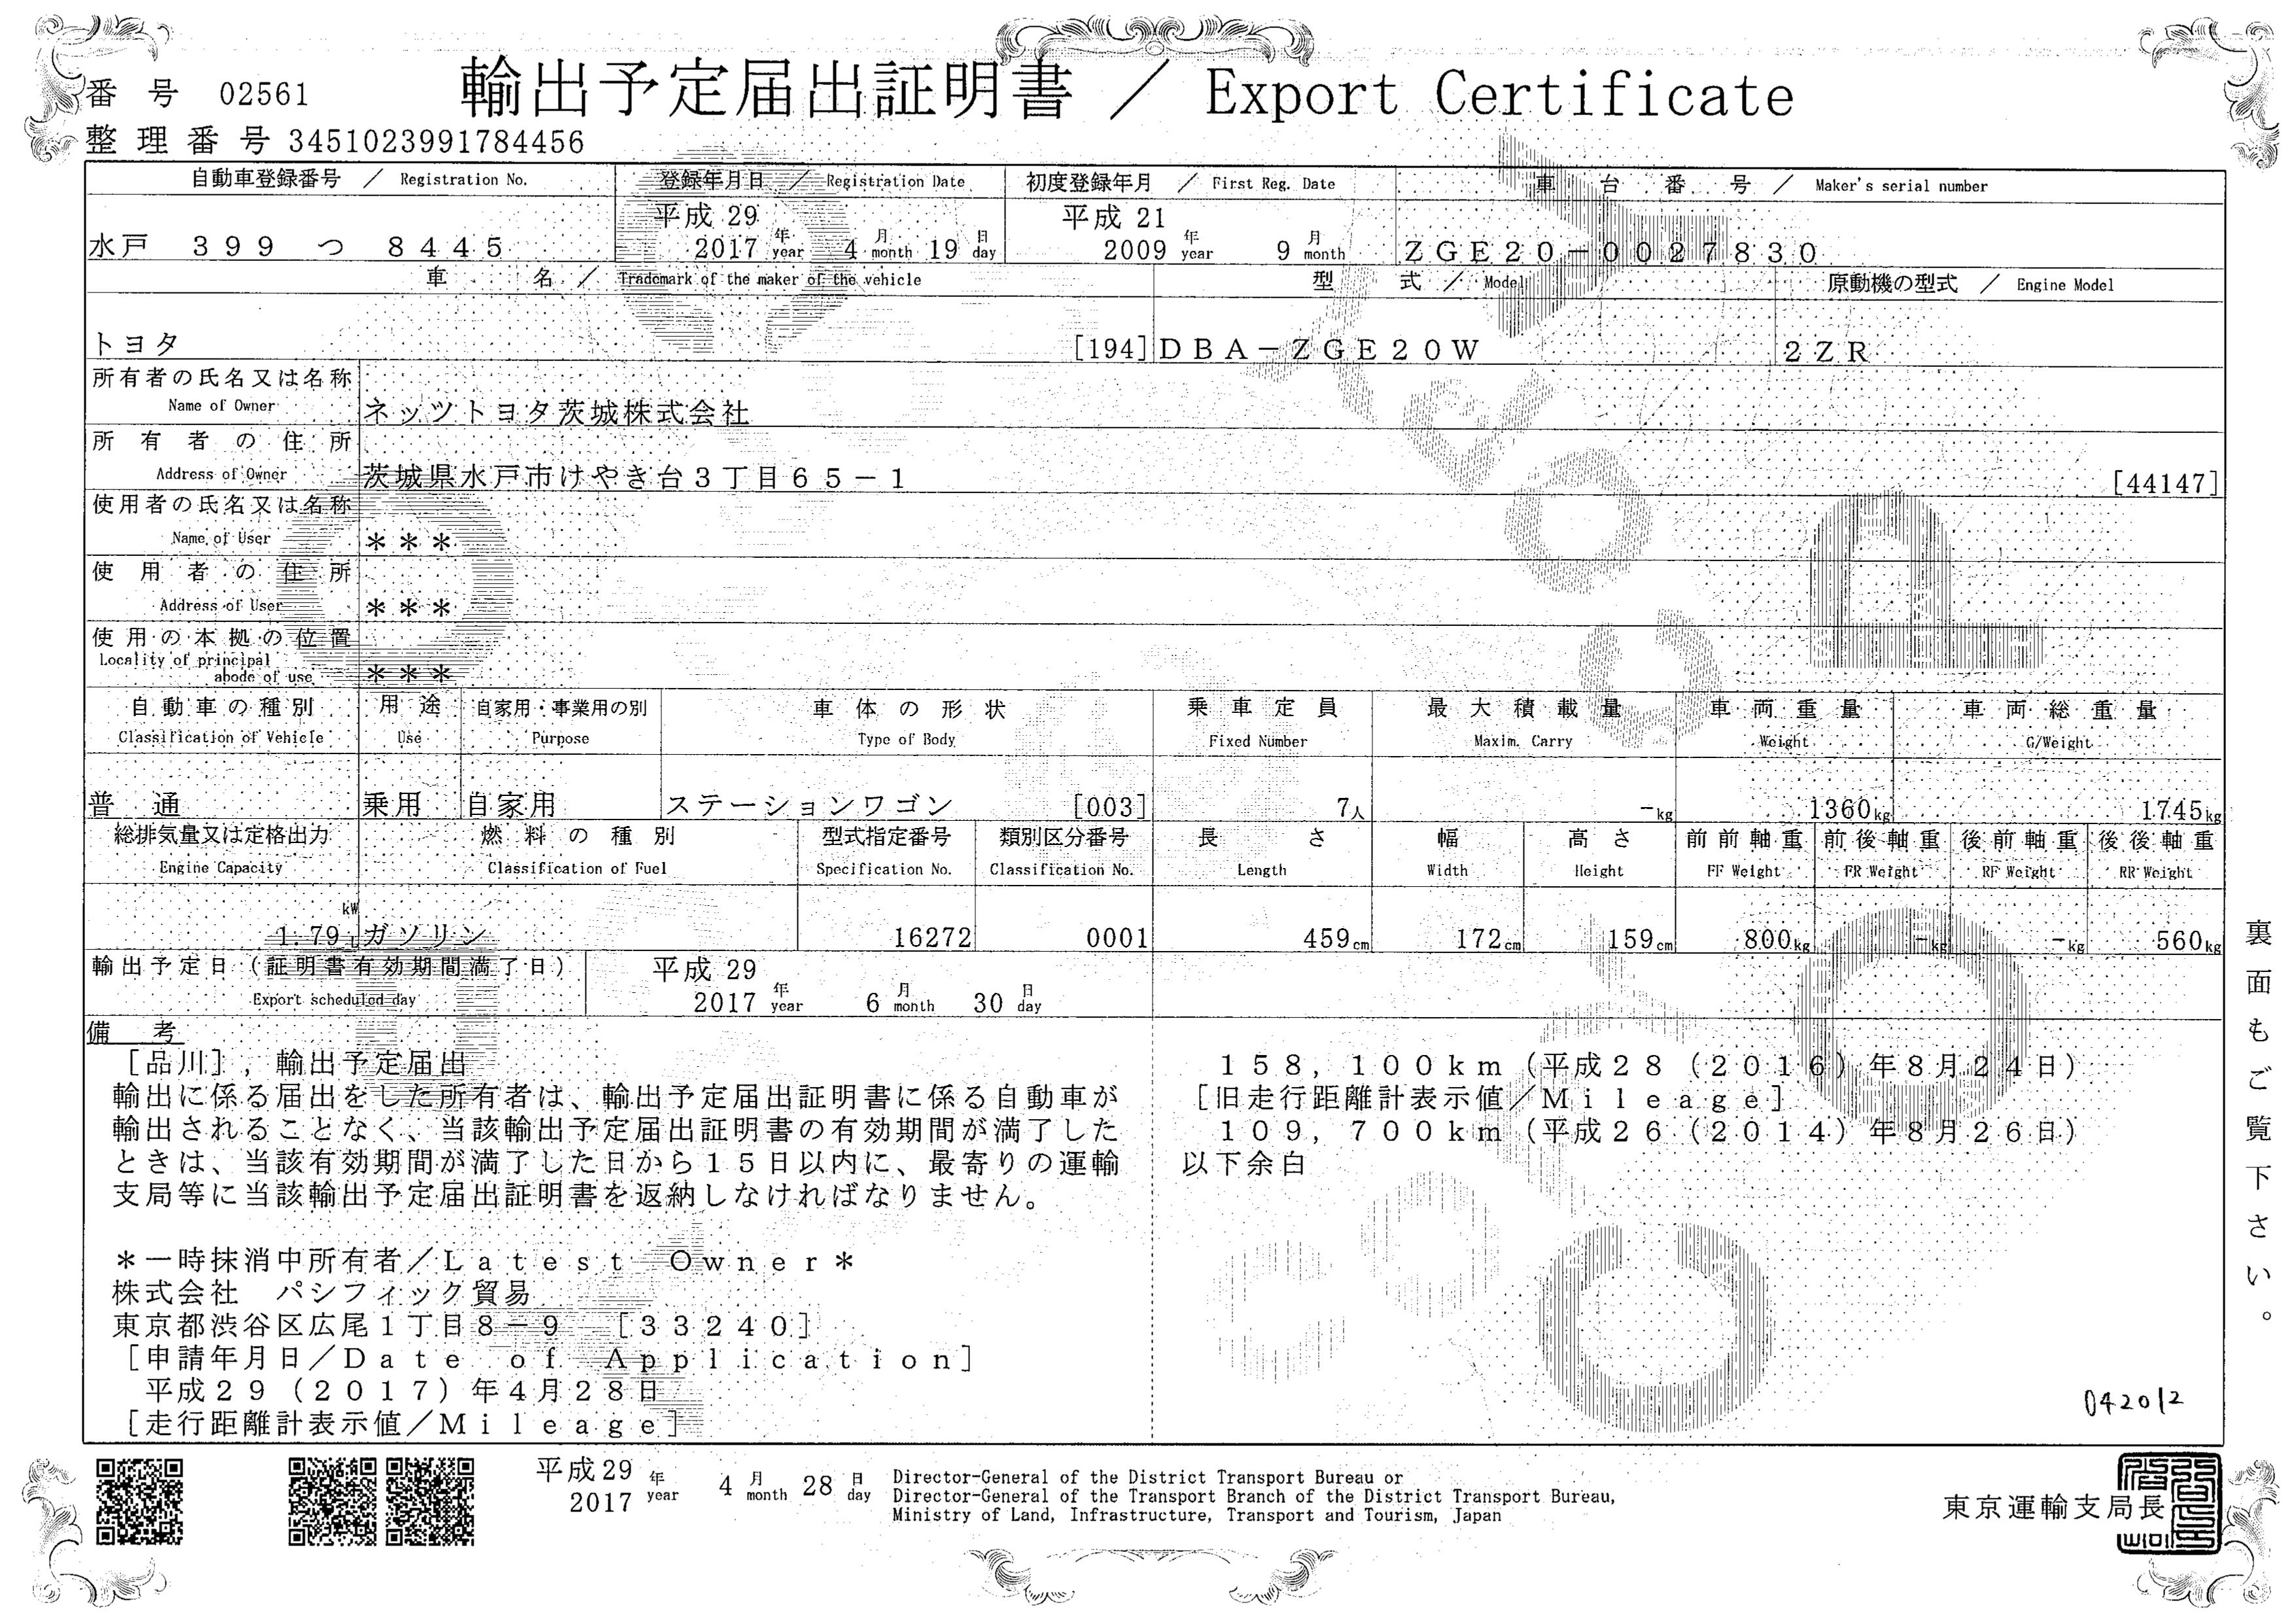 番号 02561
輸出予定届出証明書 ／ Export Certificate
整理番号 3451023991784456
自動車登録番号 ／ Registration No.
登録年月日 ／ Registration Date
初度登録年月 ／ First Reg. Date
車台番号 ／ Maker's serial number
水戸 399 つ 8445
平成 29
2017 年 year 4 月 month 19 日 day
平成 21
2009 年 year 9 月 month
ZGE20-0027830
車名 ／ Trademark of the maker of the vehicle
型式 ／ Model
原動機の型式 ／ Engine Model
トヨタ [194]
DBA-ZGE20W
2ZR
所有者の氏名又は名称
Name of Owner
ネッツトヨタ茨城株式会社
所有者の住所
Address of Owner
茨城県水戸市けやき台3丁目65-1 [44147]
使用者の氏名又は名称
Name of User
＊＊＊
使用者の住所
Address of User
＊＊＊
使用の本拠の位置
Locality of principal
abode of use
＊＊＊
自動車の種別 用途 自家用・事業用の別 車体の形状 乗車定員 最大積載量 車両重量 車両総重量
Classification of Vehicle Use Purpose Type of Body Fixed Number Maxim. Carry Weight G/Weight
普通 乗用 自家用 ステーションワゴン [003] 7人 -kg 1360kg 1745kg
総排気量又は定格出力 燃料の種別 型式指定番号 類別区分番号 長さ 幅 高さ 前前軸重 前後軸重 後前軸重 後後軸重
Engine Capacity Classification of Fuel Specification No. Classification No. Length Width Height FF Weight FR Weight RF Weight RR Weight
kW
1.79 L ガソリン 16272 0001 459cm 172cm 159cm 800kg -kg -kg 560kg
輸出予定日（証明書有効期間満了日）
Export scheduled day
平成 29
2017 年 year 6 月 month 30 日 day
備考
[品川]，輸出予定届出
輸出に係る届出をした所有者は、輸出予定届出証明書に係る自動車が
輸出されることなく、当該輸出予定届出証明書の有効期間が満了した
ときは、当該有効期間が満了した日から15日以内に、最寄りの運輸
支局等に当該輸出予定届出証明書を返納しなければなりません。
＊一時抹消中所有者／Latest Owner＊
株式会社 パシフィック貿易
東京都渋谷区広尾1丁目8-9 [33240]
[申請年月日／Date of Application]
平成29（2017）年4月28日
[走行距離計表示値／Mileage]
158，100km（平成28（2016）年8月24日）
[旧走行距離計表示値／Mileage]
109，700km（平成26（2014）年8月26日）
以下余白
042012
裏面もご覧下さい。
平成29 年 4 月 28 日
2017 year month day
Director-General of the District Transport Bureau or
Director-General of the Transport Branch of the District Transport Bureau,
Ministry of Land, Infrastructure, Transport and Tourism, Japan
東京運輸支局長